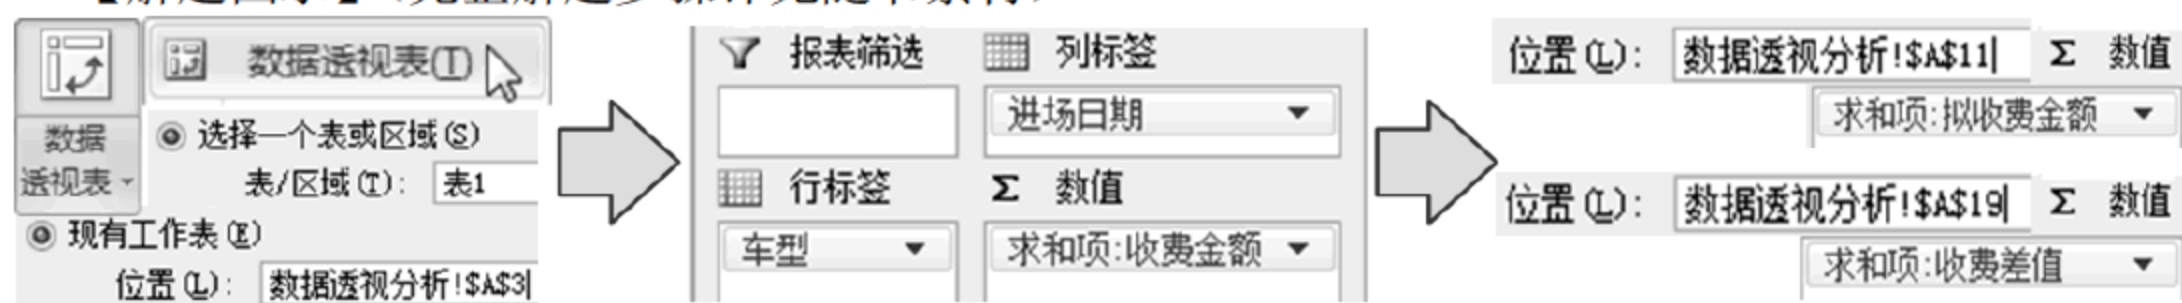 数据透视表(T)
数据
透视表
选择一个表或区域(S)
表/区域(T): 表1
现有工作表(E)
位置(L): 数据透视分析!$A$3
报表筛选
列标签
进场日期
行标签
Σ 数值
车型
求和项:收费金额
位置(L): 数据透视分析!$A$11 Σ 数值
求和项:拟收费金额
位置(L): 数据透视分析!$A$19 Σ 数值
求和项:收费差值